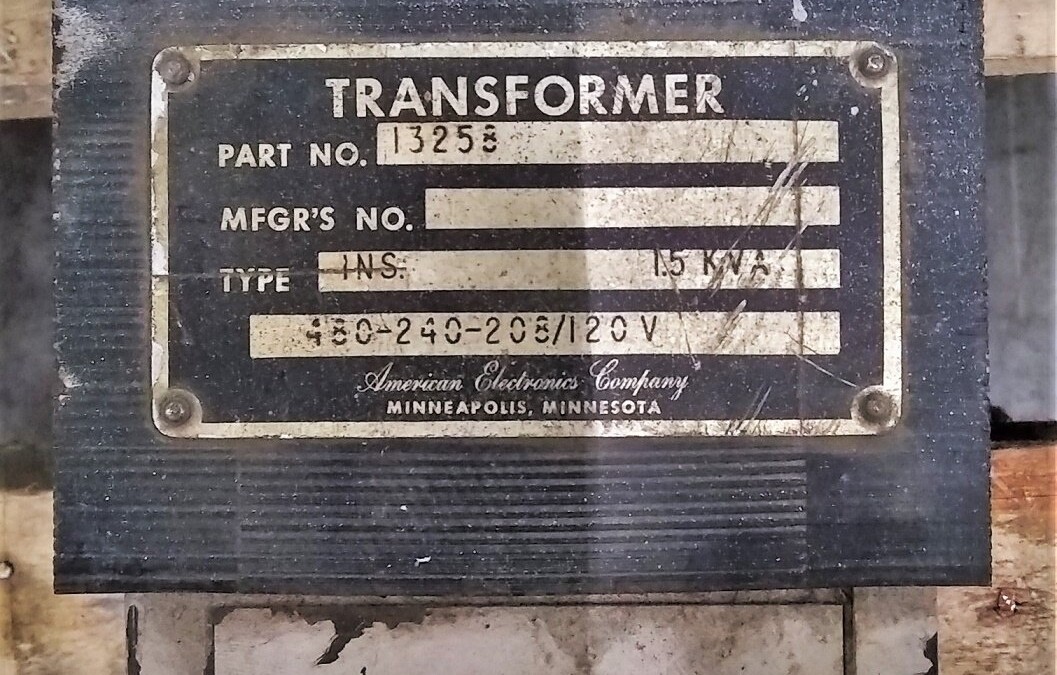 TRANSFORMER
PART NO. 13258
MFGR'S NO.
TYPE INS. 1.5 KVA
480-240-208/120 V
American Electronics Company
MINNEAPOLIS, MINNESOTA